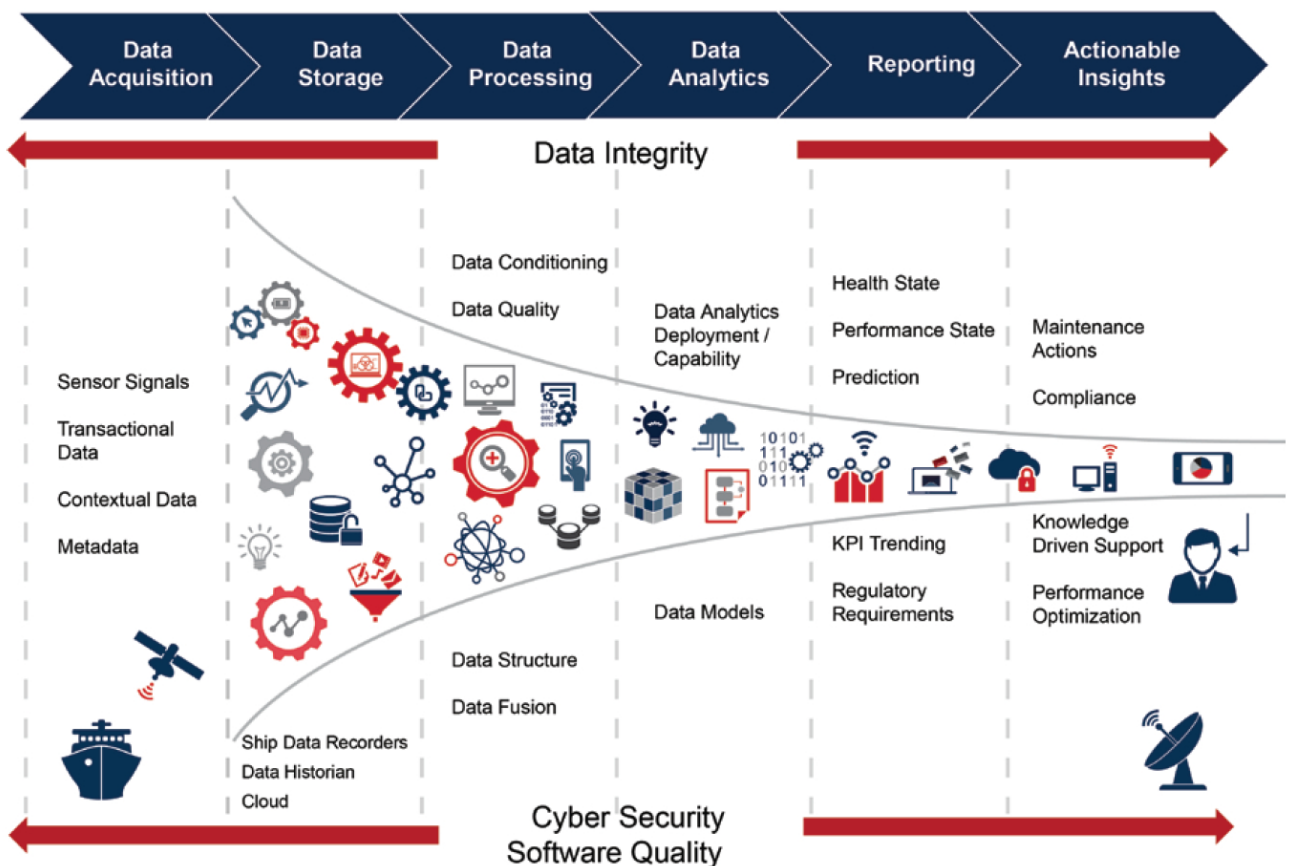 Data
Acquisition
Data
Storage
Data
Processing
Data
Analytics
Reporting
Actionable
Insights
Data Integrity
Sensor Signals
Transactional
Data
Contextual Data
Metadata
Ship Data Recorders
Data Historian
Cloud
Data Conditioning
Data Quality
Data Structure
Data Fusion
Data Analytics
Deployment /
Capability
10101
111
010
01111
Data Models
Health State
Performance State
Prediction
KPI Trending
Regulatory
Requirements
Maintenance
Actions
Compliance
Knowledge
Driven Support
Performance
Optimization
Cyber Security
Software Quality